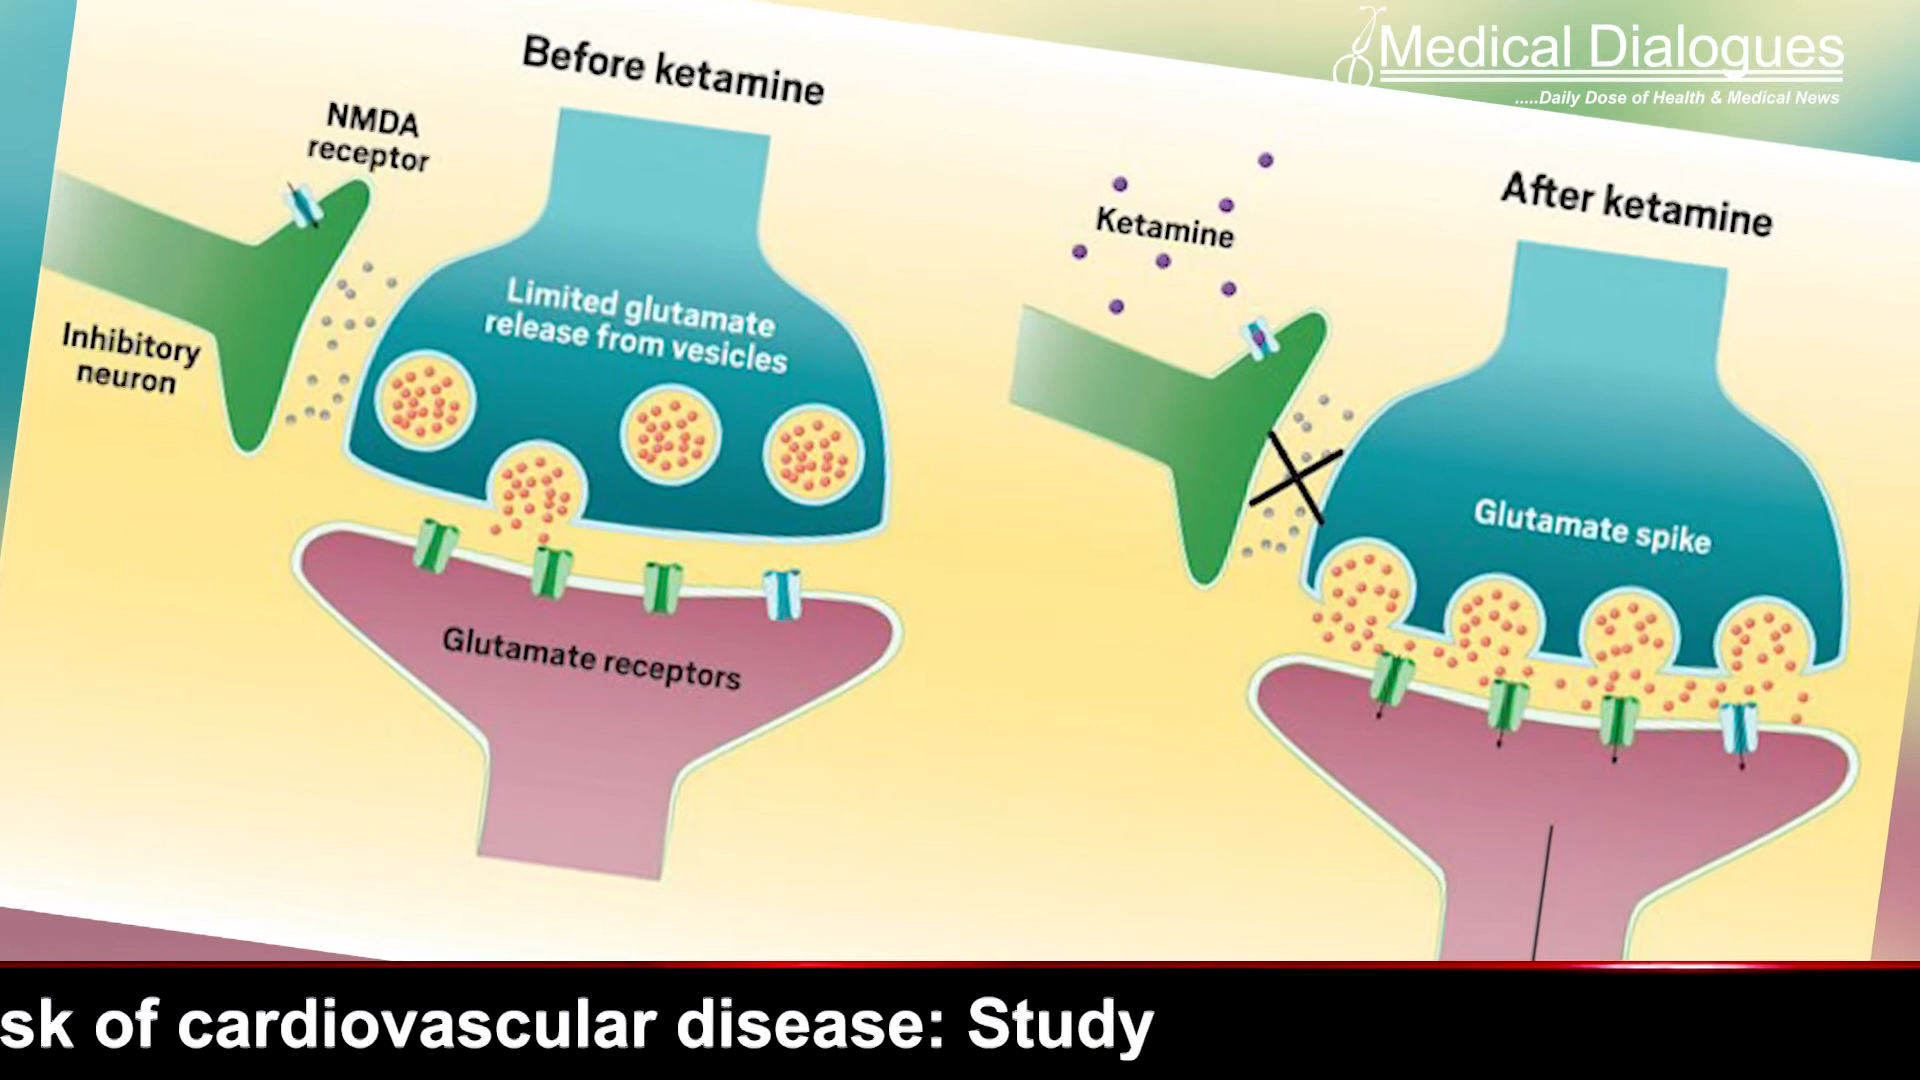 Medical Dialogues
.....Daily Dose of Health & Medical News
Before ketamine
NMDA
receptor
Inhibitory
neuron
Limited glutamate
release from vesicles
Glutamate receptors
After ketamine
Ketamine
Glutamate spike
sk of cardiovascular disease: Study